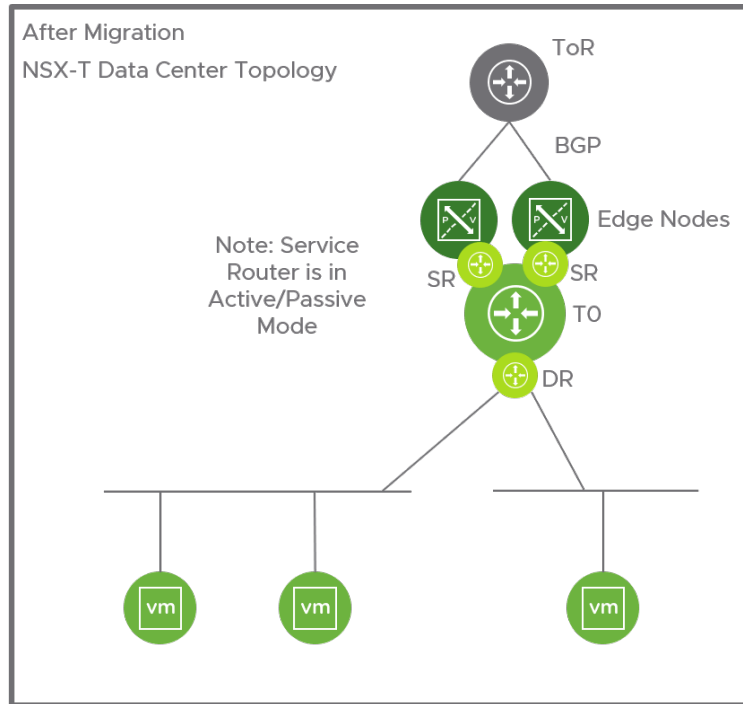 After Migration
NSX-T Data Center Topology
ToR
BGP
P V
P V
Edge Nodes
Note: Service
Router is in
Active/Passive
Mode
SR
SR
T0
DR
vm
vm
vm